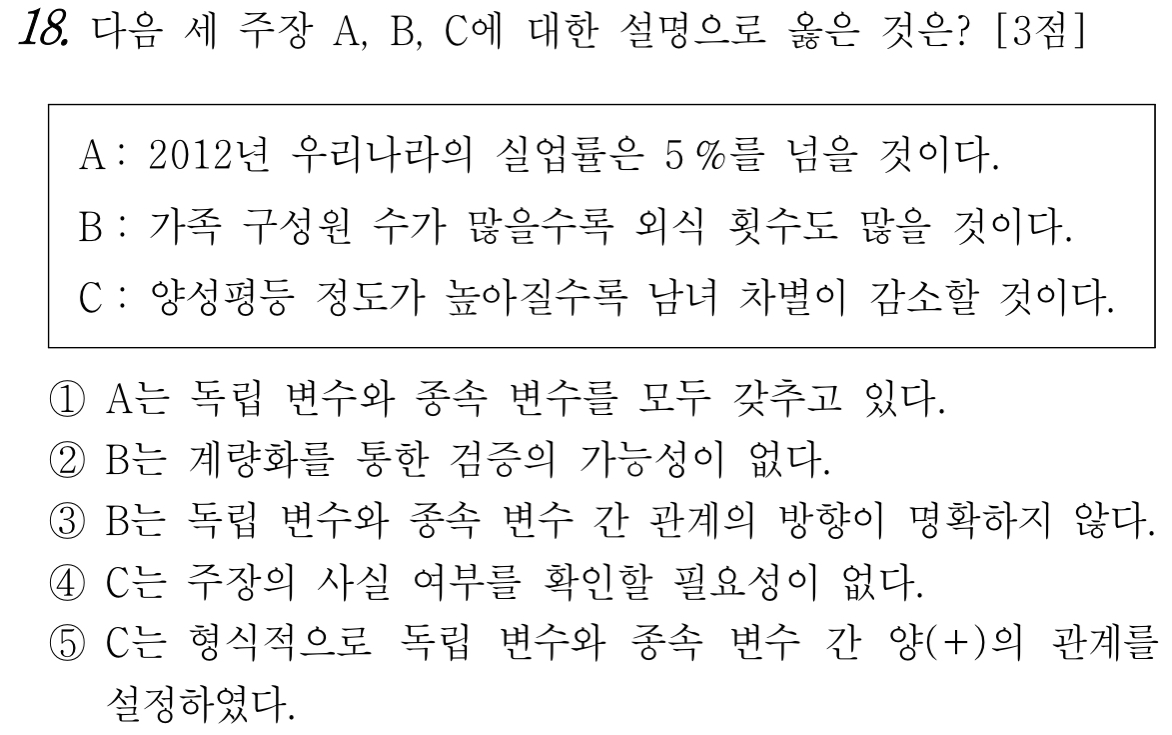 18. 다음 세 주장 A, B, C에 대한 설명으로 옳은 것은? [3점]
A : 2012년 우리나라의 실업률은 5 %를 넘을 것이다.
B : 가족 구성원 수가 많을수록 외식 횟수도 많을 것이다.
C : 양성평등 정도가 높아질수록 남녀 차별이 감소할 것이다.
① A는 독립 변수와 종속 변수를 모두 갖추고 있다.
② B는 계량화를 통한 검증의 가능성이 없다.
③ B는 독립 변수와 종속 변수 간 관계의 방향이 명확하지 않다.
④ C는 주장의 사실 여부를 확인할 필요성이 없다.
⑤ C는 형식적으로 독립 변수와 종속 변수 간 양(+)의 관계를
설정하였다.